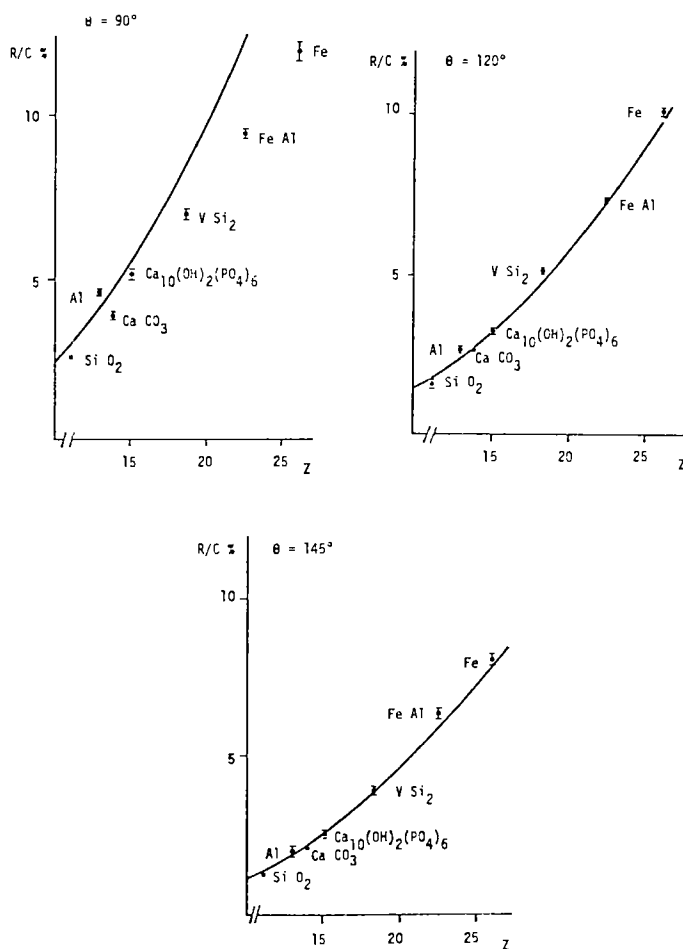 θ = 90°
R/C %
Fe
10
Fe Al
V Si₂
5
Al
Ca₁₀(OH)₂(PO₄)₆
Ca CO₃
Si O₂
15
20
25
Z
R/C %
θ = 120°
10
Fe
Fe Al
5
V Si₂
Ca₁₀(OH)₂(PO₄)₆
Al
Ca CO₃
Si O₂
15
20
25
Z
R/C %
θ = 145°
10
Fe
Fe Al
5
V Si₂
Ca₁₀(OH)₂(PO₄)₆
Al
Ca CO₃
Si O₂
15
20
25
Z